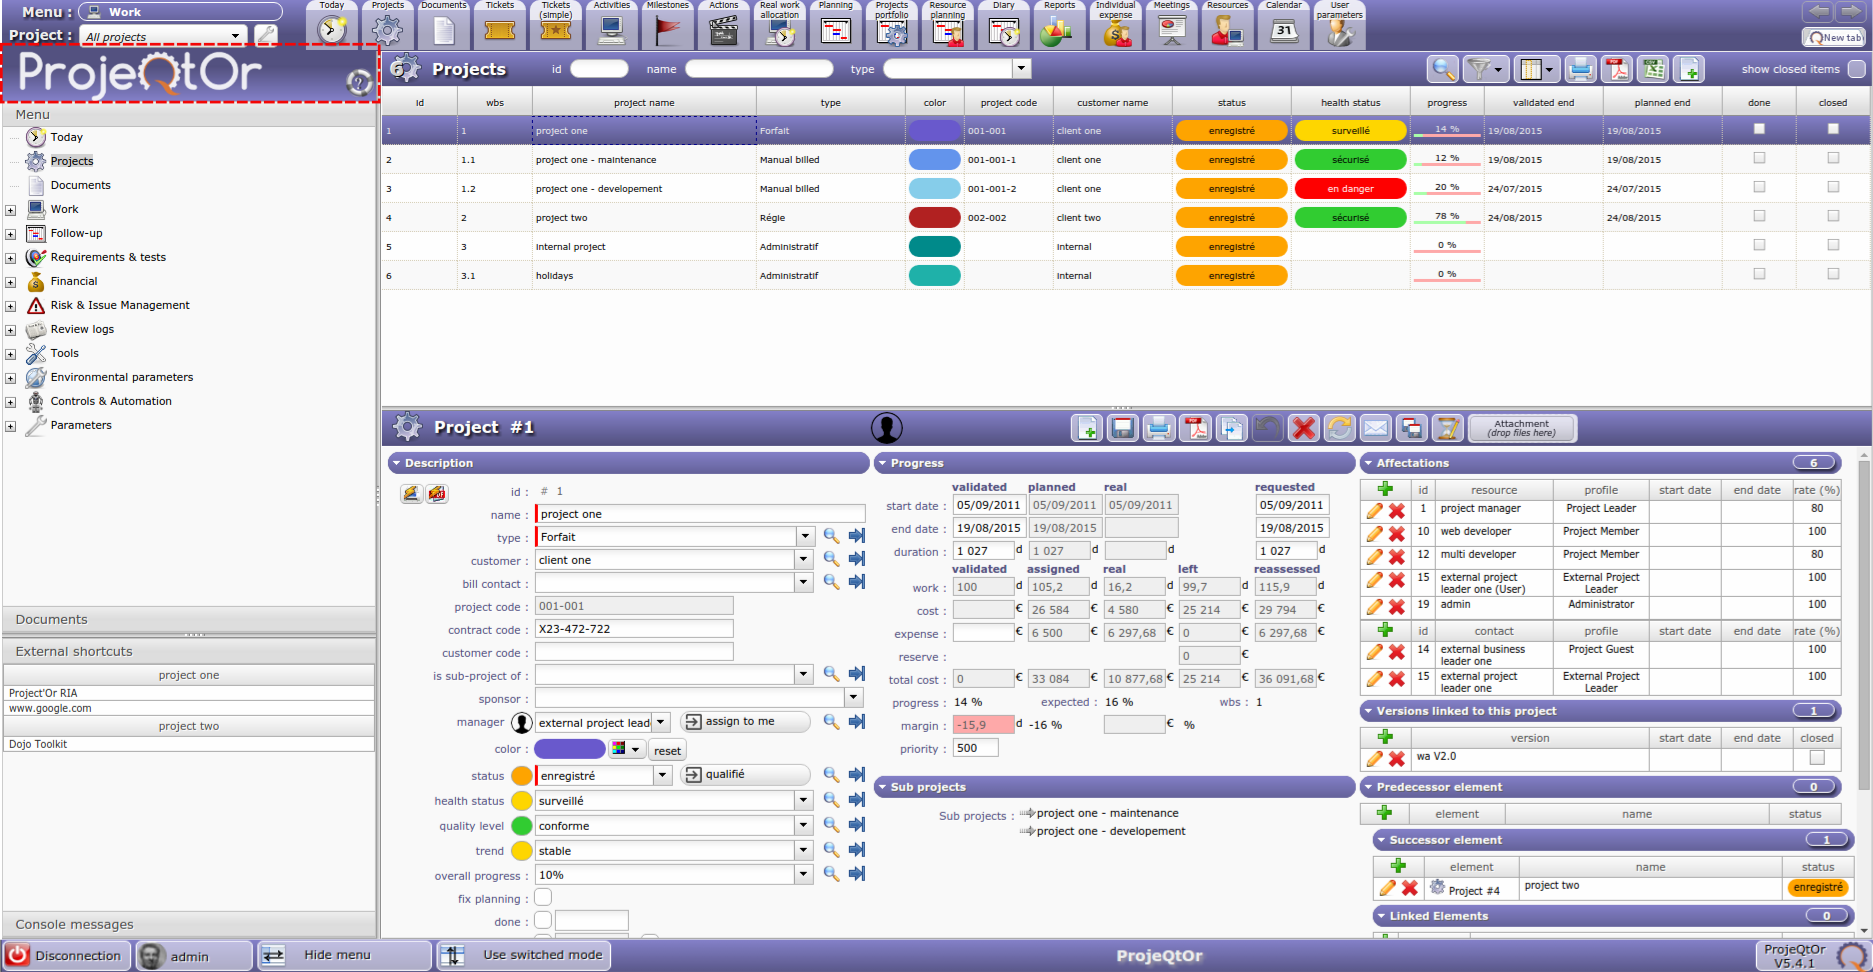 Menu : Work
Project : All projects
Today Projects Documents Tickets Tickets (simple) Activities Milestones Actions Real work allocation Planning Projects portfolio Resource planning Diary Reports Individual expense Meetings Resources Calendar User parameters
31
New tab
ProjeQtOr
6 Projects id name type show closed items
id wbs project name type color project code customer name status health status progress validated end planned end done closed
1 1 project one Forfait 001-001 client one enregistré surveillé 14 % 19/08/2015 19/08/2015
2 1.1 project one - maintenance Manual billed 001-001-1 client one enregistré sécurisé 12 % 19/08/2015 19/08/2015
3 1.2 project one - developement Manual billed 001-001-2 client one enregistré en danger 20 % 24/07/2015 24/07/2015
4 2 project two Régie 002-002 client two enregistré sécurisé 78 % 24/08/2015 24/08/2015
5 3 internal project Administratif internal enregistré 0 %
6 3.1 holidays Administratif internal enregistré 0 %
Menu
Today
Projects
Documents
Work
Follow-up
Requirements & tests
Financial
Risk & Issue Management
Review logs
Tools
Environmental parameters
Controls & Automation
Parameters
Documents
External shortcuts
project one
Project'Or RIA
www.google.com
project two
Dojo Toolkit
Console messages
Project #1
Attachment
(drop files here)
Description
id : # 1
name : project one
type : Forfait
customer : client one
bill contact :
project code : 001-001
contract code : X23-472-722
customer code :
is sub-project of :
sponsor :
manager external project lead assign to me
color : reset
status enregistré qualifié
health status surveillé
quality level conforme
trend stable
overall progress : 10%
fix planning :
done :
Progress
validated planned real requested
start date : 05/09/2011 05/09/2011 05/09/2011 05/09/2011
end date : 19/08/2015 19/08/2015 19/08/2015
duration : 1 027 d 1 027 d d 1 027 d
validated assigned real left reassessed
work : 100 d 105,2 d 16,2 d 99,7 d 115,9 d
cost : € 26 584 € 4 580 € 25 214 € 29 794 €
expense : € 6 500 € 6 297,68 € 0 € 6 297,68 €
reserve : 0 €
total cost : 0 € 33 084 € 10 877,68 € 25 214 € 36 091,68 €
progress : 14 % expected : 16 % wbs : 1
margin : -15,9 d -16 % € %
priority : 500
Sub projects
Sub projects : project one - maintenance
project one - developement
Affectations 6
id resource profile start date end date rate (%)
1 project manager Project Leader 80
10 web developer Project Member 100
12 multi developer Project Member 80
15 external project leader one (User) External Project Leader 100
19 admin Administrator 100
id contact profile start date end date rate (%)
14 external business leader one Project Guest 100
15 external project leader one External Project Leader 100
Versions linked to this project 1
version start date end date closed
wa V2.0
Predecessor element 0
element name status
Successor element 1
element name status
Project #4 project two enregistré
Linked Elements 0
Disconnection admin Hide menu Use switched mode ProjeQtOr ProjeQtOr V5.4.1